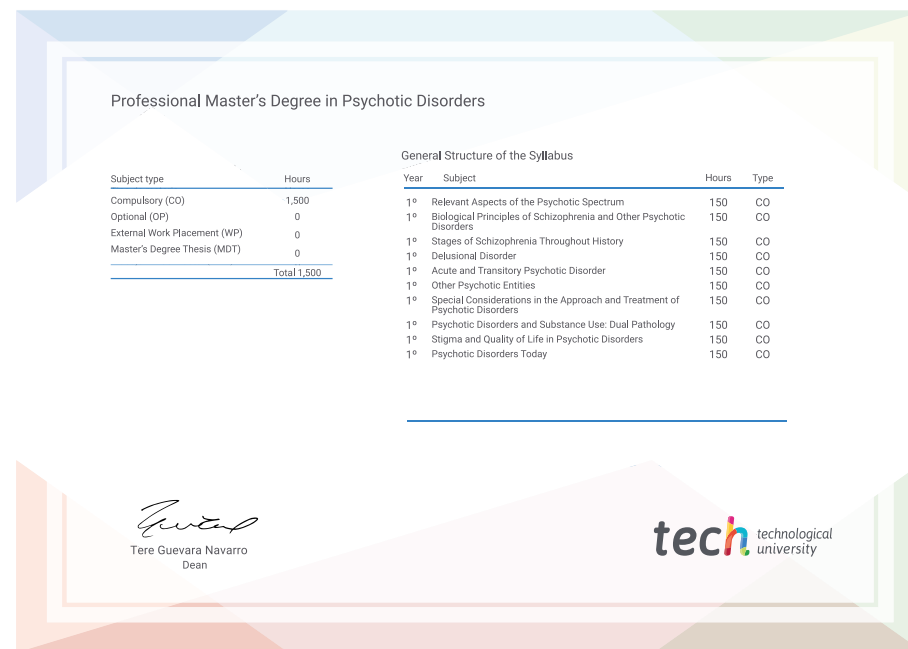 Professional Master's Degree in Psychotic Disorders
General Structure of the Syllabus
Subject type Hours
Compulsory (CO) 1,500
Optional (OP) 0
External Work Placement (WP) 0
Master's Degree Thesis (MDT) 0
Total 1,500
Year Subject Hours Type
1º Relevant Aspects of the Psychotic Spectrum 150 CO
1º Biological Principles of Schizophrenia and Other Psychotic 150 CO
Disorders
1º Stages of Schizophrenia Throughout History 150 CO
1º Delusional Disorder 150 CO
1º Acute and Transitory Psychotic Disorder 150 CO
1º Other Psychotic Entities 150 CO
1º Special Considerations in the Approach and Treatment of 150 CO
Psychotic Disorders
1º Psychotic Disorders and Substance Use: Dual Pathology 150 CO
1º Stigma and Quality of Life in Psychotic Disorders 150 CO
1º Psychotic Disorders Today 150 CO
Tere Guevara Navarro
Dean
tech technological
university